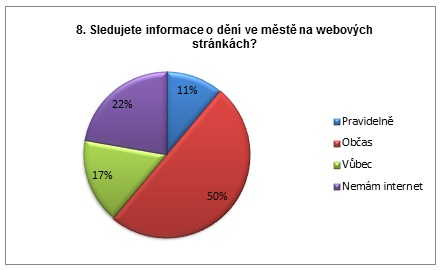 8. Sledujete informace o dění ve městě na webových
stránkách?
11%
22%
17%
50%
Pravidelně
Občas
Vůbec
Nemám internet